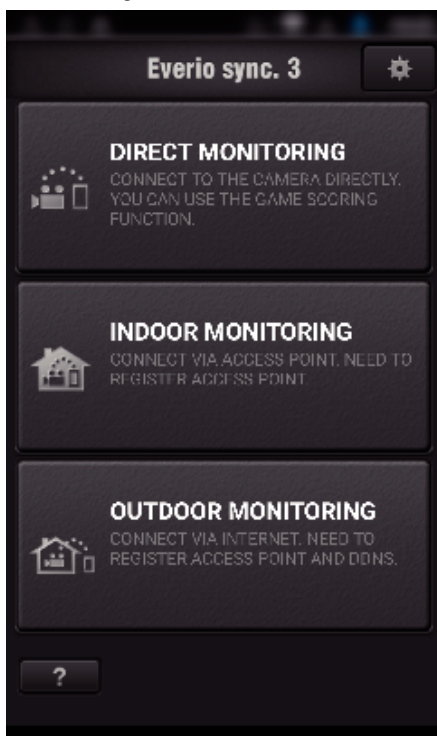 Everio sync. 3
DIRECT MONITORING
CONNECT TO THE CAMERA DIRECTLY.
YOU CAN USE THE GAME SCORING
FUNCTION.
INDOOR MONITORING
CONNECT VIA ACCESS POINT. NEED TO
REGISTER ACCESS POINT.
OUTDOOR MONITORING
CONNECT VIA INTERNET. NEED TO
REGISTER ACCESS POINT AND DDNS.
?